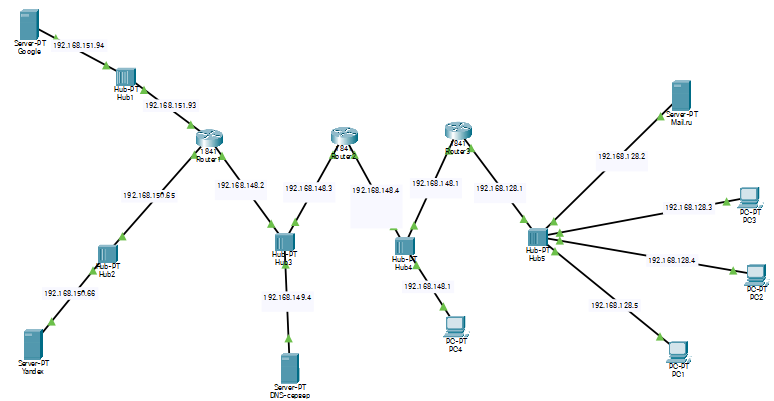 Server-PT
Google
192.168.151.94
Hub-PT
Hub1
192.168.151.93
1841
Router1
192.168.150.65
Hub-PT
Hub2
192.168.150.66
Server-PT
Yandex
192.168.148.2
Hub-PT
Hub3
192.168.149.4
Server-PT
DNS-сервер
192.168.148.3
Router2
192.168.148.4
Hub-PT
Hub4
192.168.148.1
PC-PT
PC4
192.168.148.1
841
Router3
192.168.128.1
Hub-PT
Hub5
192.168.128.2
Server-PT
Mail.ru
192.168.128.3
PC-PT
PC3
192.168.128.4
PC-PT
PC2
192.168.128.5
PC-PT
PC1